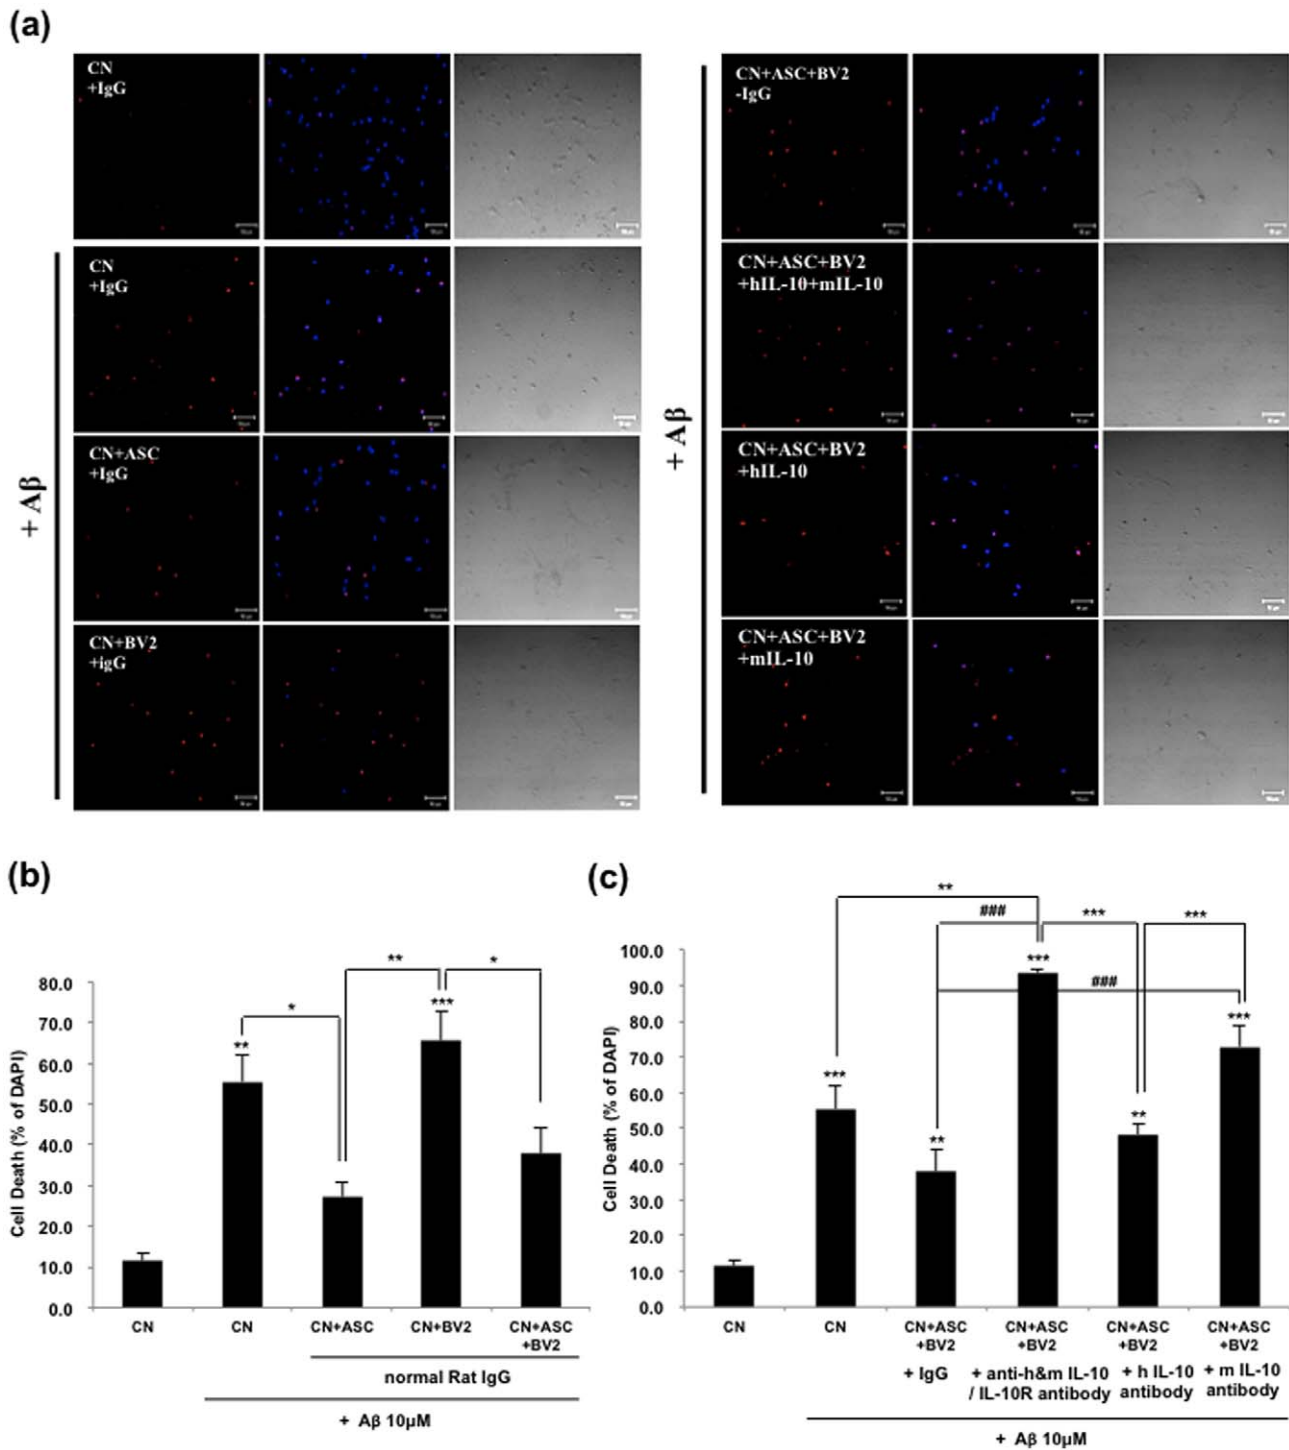 (a)
CN
+IgG
CN
+IgG
CN+ASC
+IgG
CN+BV2
+igG
+ Aβ
CN+ASC+BV2
-IgG
CN+ASC+BV2
+hIL-10+mIL-10
CN+ASC+BV2
+hIL-10
CN+ASC+BV2
+mIL-10
+ Aβ
(b)
Cell Death (% of DAPI)
80.0
70.0
60.0
50.0
40.0
30.0
20.0
10.0
0.0
**
*
**
***
*
CN
CN
CN+ASC
CN+BV2
CN+ASC
+BV2
normal Rat IgG
+ Aβ 10µM
(c)
Cell Death (% of DAPI)
100.0
90.0
80.0
70.0
60.0
50.0
40.0
30.0
20.0
10.0
0.0
**
###
***
***
***
###
***
***
**
**
CN
CN
CN+ASC
+BV2
+ IgG
CN+ASC
+BV2
+ anti-h&m IL-10
/ IL-10R antibody
CN+ASC
+BV2
+ h IL-10
antibody
CN+ASC
+BV2
+ m IL-10
antibody
+ Aβ 10µM